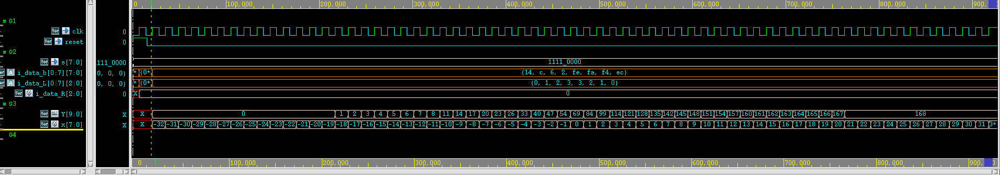 0 100,000 200,000 300,000 400,000 500,000 600,000 700,000 800,000 900,
= G1
Ver clk 0
Ver reset 0
= G2
Ver s[7:0] 1111_0000 1111_0000
er A i_data_b[0:7][7:0] 0, 0, 0} * {0* {14, c, 6, 2, fe, fa, f4, ec}
er A i_data_L[0:7][2:0] 0, 0, 0} * {0* {0, 1, 2, 3, 3, 2, 1, 0}
Ver i_data_R[2:0] 0 X 0
= G3
Ver NET Y[9:0] X X 0 1 2 3 4 5 6 7 8 11 14 17 20 23 26 33 40 47 54 69 84 99 114 121 128 135 142 145 148 151 154 157 160 161 162 163 164 165 166 167 168
Ver x[7:0] X X -32 -31 -30 -29 -28 -27 -26 -25 -24 -23 -22 -21 -20 -19 -18 -17 -16 -15 -14 -13 -12 -11 -10 -9 -8 -7 -6 -5 -4 -3 -2 -1 0 1 2 3 4 5 6 7 8 9 10 11 12 13 14 15 16 17 18 19 20 21 22 23 24 25 26 27 28 29 30 31 3*
G4
0 100,000 200,000 300,000 400,000 500,000 600,000 700,000 800,000 900,